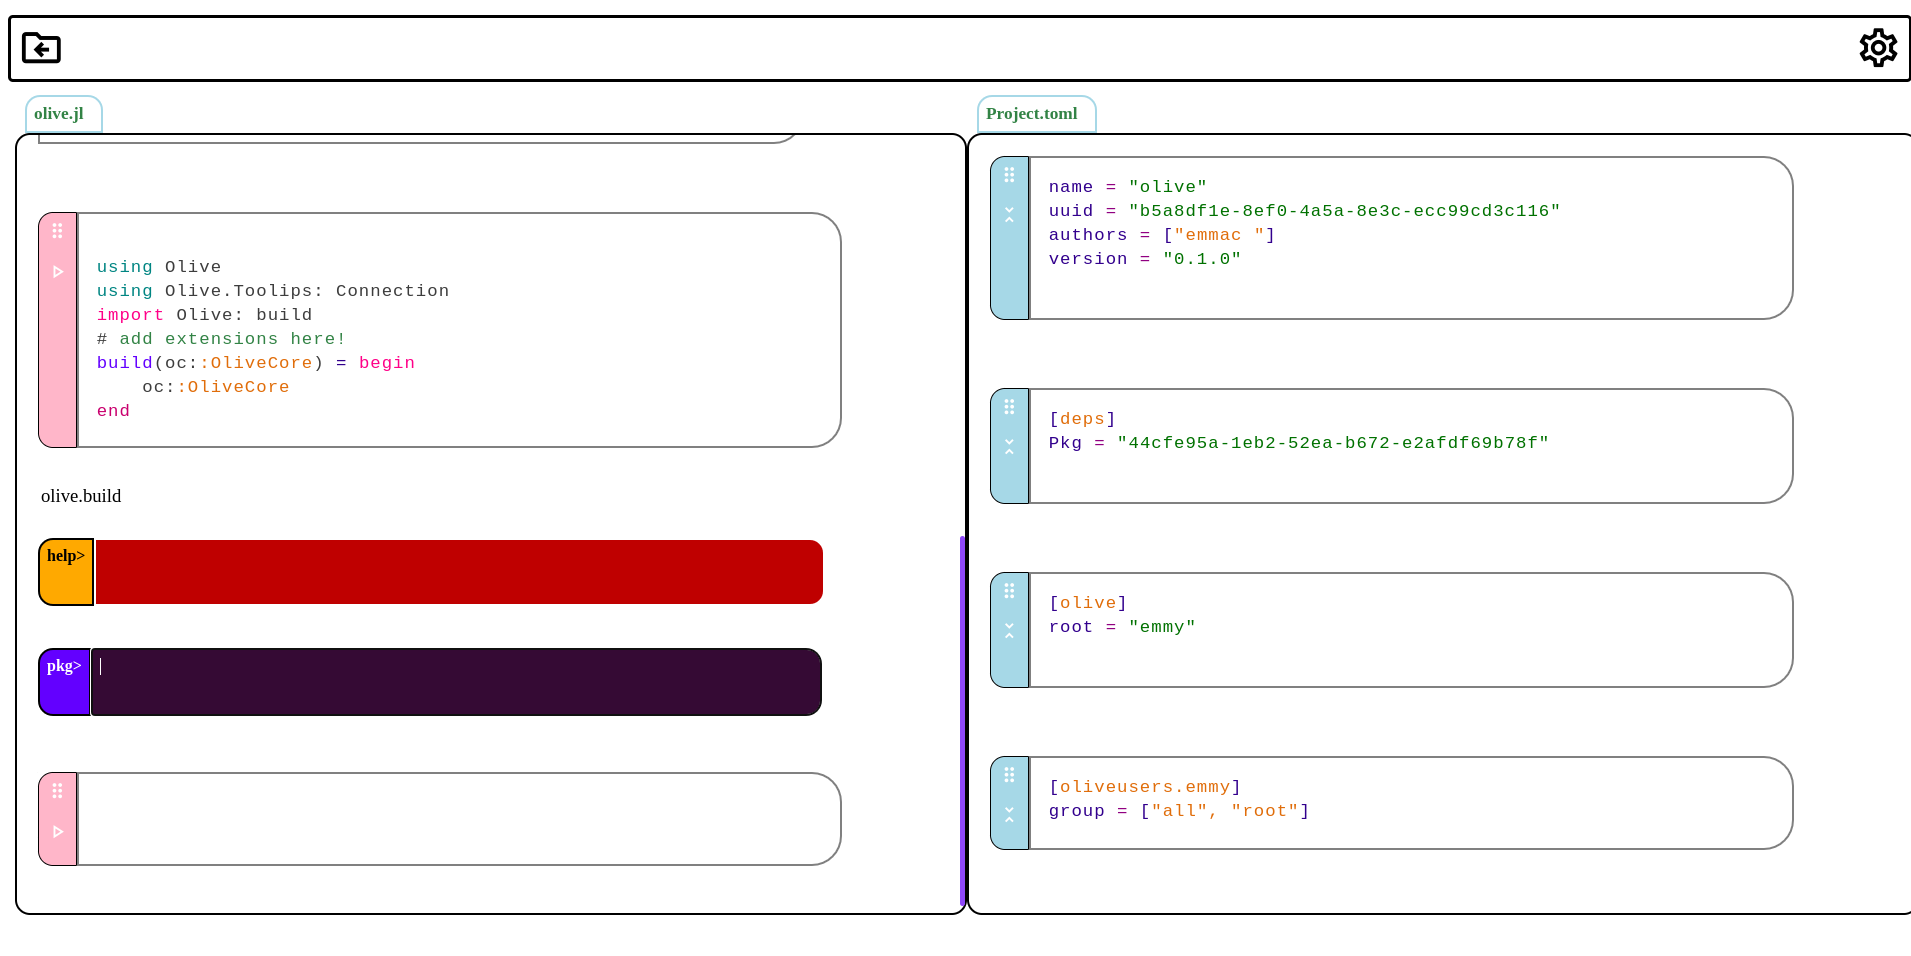 olive.jl
using Olive
using Olive.Toolips: Connection
import Olive: build
# add extensions here!
build(oc::OliveCore) = begin
    oc::OliveCore
end
olive.build
help>
pkg>
Project.toml
name = "olive"
uuid = "b5a8df1e-8ef0-4a5a-8e3c-ecc99cd3c116"
authors = ["emmac "]
version = "0.1.0"
[deps]
Pkg = "44cfe95a-1eb2-52ea-b672-e2afdf69b78f"
[olive]
root = "emmy"
[oliveusers.emmy]
group = ["all", "root"]